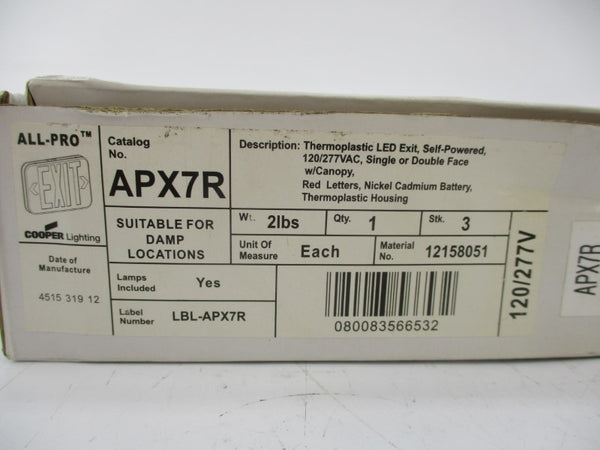 ALL-PRO™
EXIT
COOPER Lighting
Date of
Manufacture
4515 319 12
Catalog
No.
APX7R
SUITABLE FOR
DAMP
LOCATIONS
Lamps
Included
Yes
Label
Number
LBL-APX7R
Description: Thermoplastic LED Exit, Self-Powered,
120/277VAC, Single or Double Face
w/Canopy,
Red Letters, Nickel Cadmium Battery,
Thermoplastic Housing
Wt. 2lbs
Qty. 1
Stk. 3
Unit Of
Measure
Each
Material
No.
12158051
080083566532
120/277V
APX7R